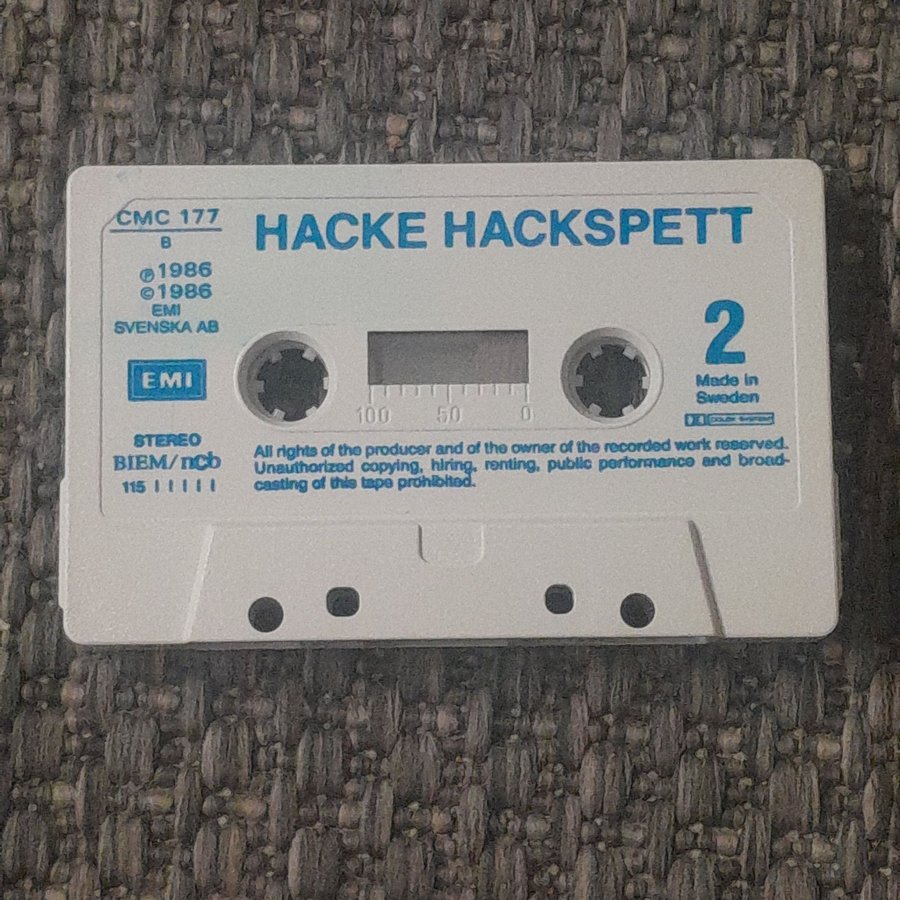 CMC 177
B
℗1986
©1986
EMI
SVENSKA AB
EMI
STEREO
BIEM/ncb
115 I I I I I
HACKE HACKSPETT
2
Made in
Sweden
DOLBY SYSTEM
100 50 0
All rights of the producer and of the owner of the recorded work reserved.
Unauthorized copying, hiring, renting, public performance and broad-
casting of this tape prohibited.